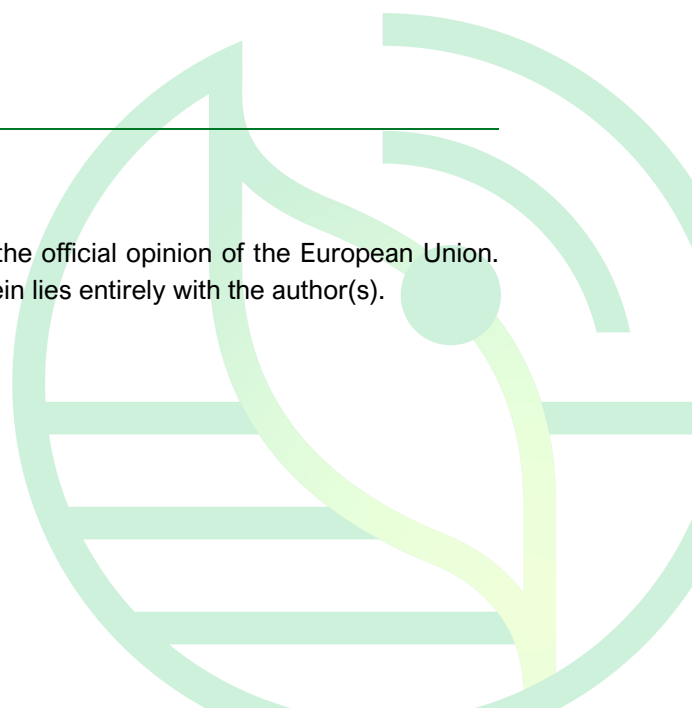 the official opinion of the European Union.
ein lies entirely with the author(s).